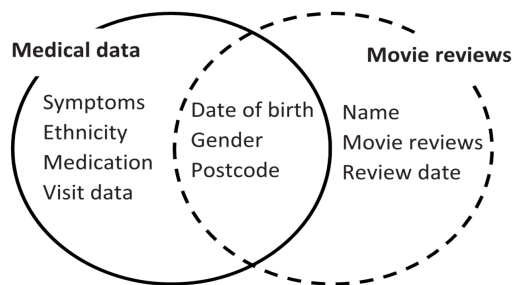 Medical data
Movie reviews
Symptoms
Ethnicity
Medication
Visit data
Date of birth
Gender
Postcode
Name
Movie reviews
Review date